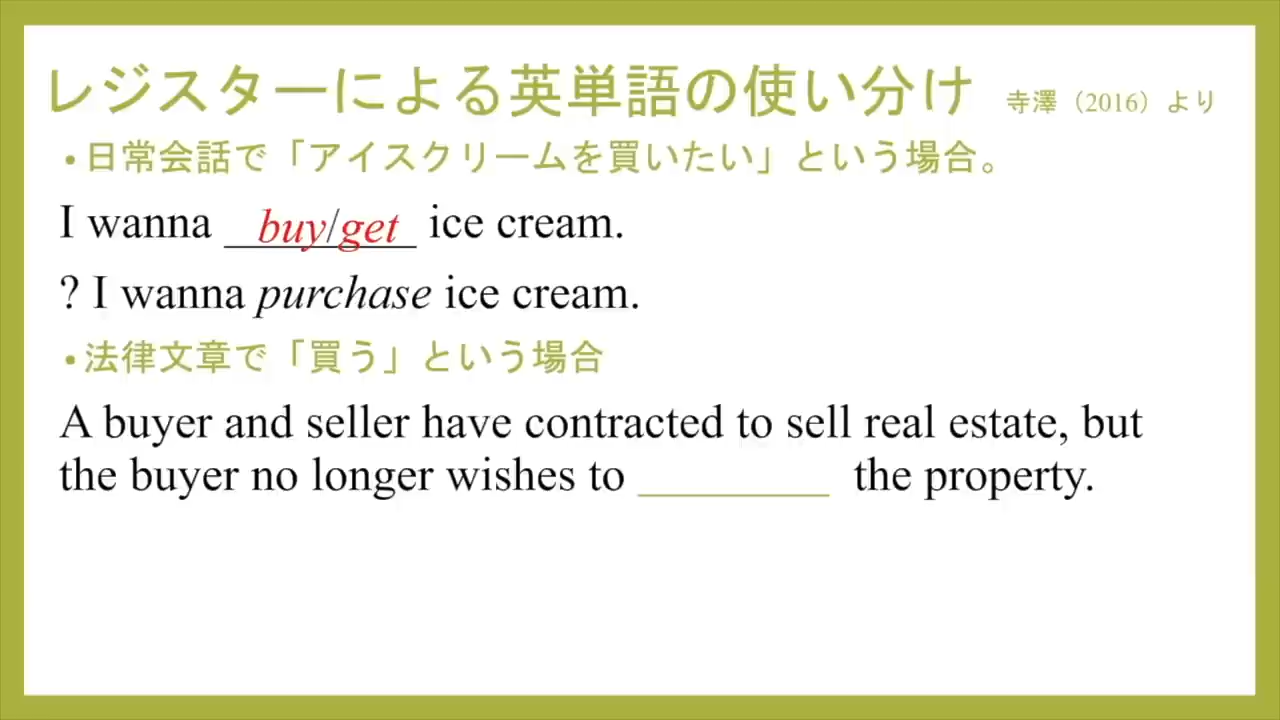 レジスターによる英単語の使い分け 寺澤（2016）より
•日常会話で「アイスクリームを買いたい」という場合。
I wanna buy/get ice cream.
? I wanna purchase ice cream.
•法律文章で「買う」という場合
A buyer and seller have contracted to sell real estate, but
the buyer no longer wishes to ________ the property.